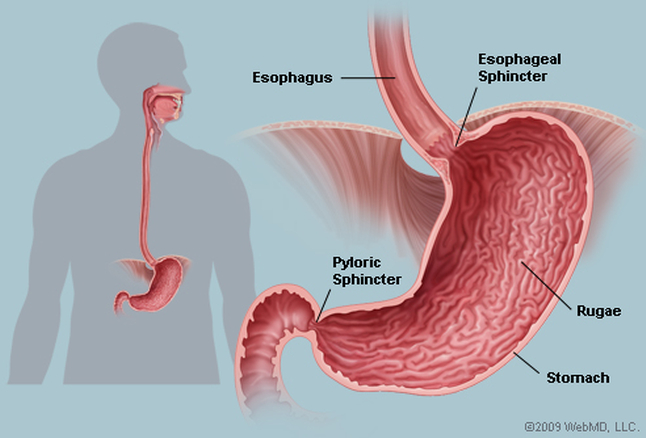 Esophageal
Sphincter
Esophagus
Pyloric
Sphincter
Rugae
Stomach
©2009 WebMD, LLC.